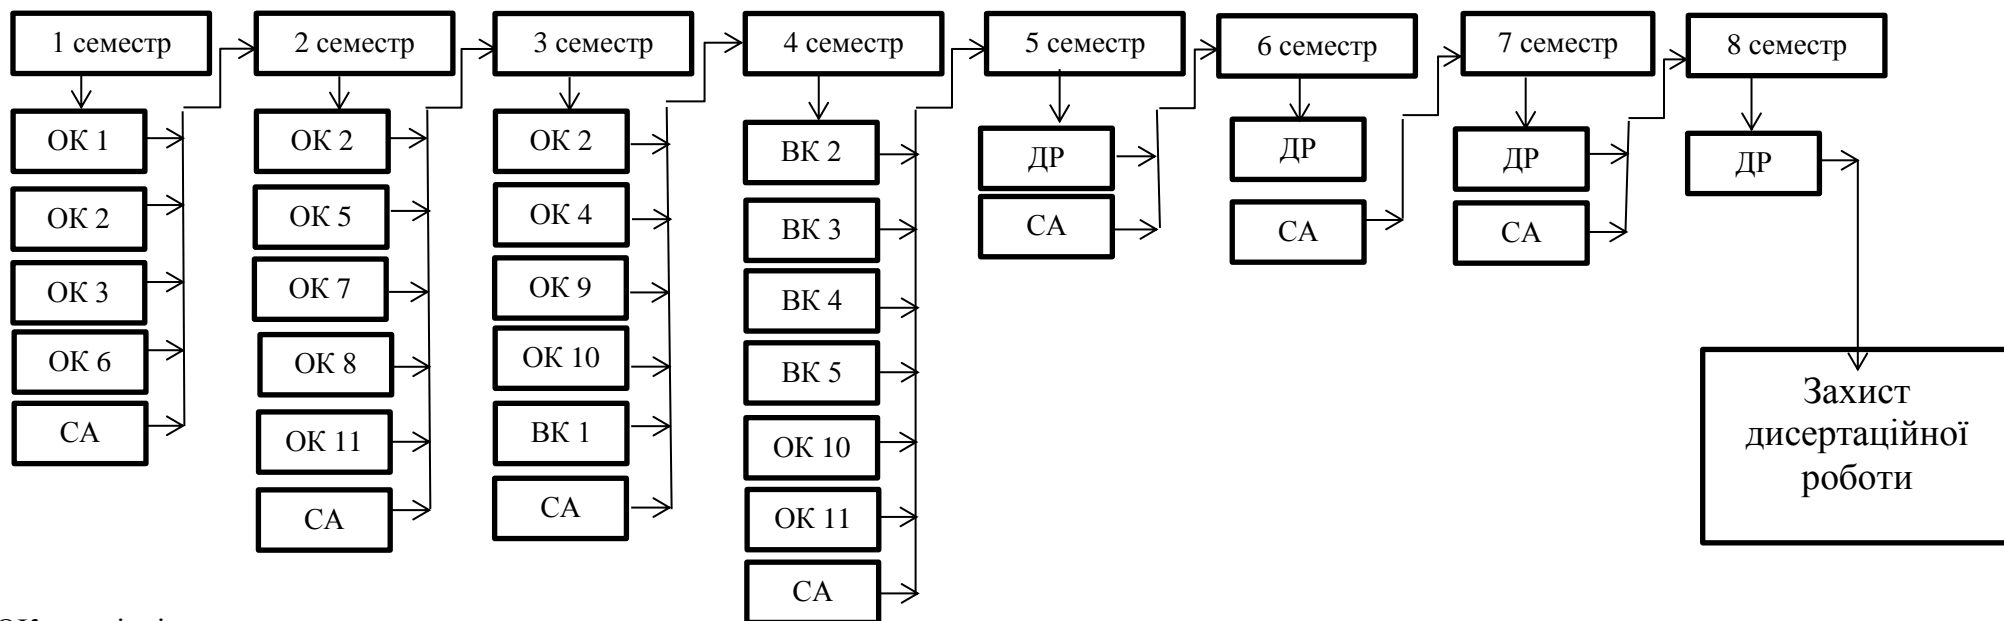 1 семестр
2 семестр
3 семестр
4 семестр
5 семестр
6 семестр
7 семестр
8 семестр
ОК 1
ОК 2
ОК 3
ОК 6
СА
ОК 2
ОК 5
ОК 7
ОК 8
ОК 11
СА
ОК 2
ОК 4
ОК 9
ОК 10
ВК 1
СА
ВК 2
ВК 3
ВК 4
ВК 5
ОК 10
ОК 11
СА
ДР
СА
ДР
СА
ДР
СА
ДР
Захист
дисертаційної
роботи